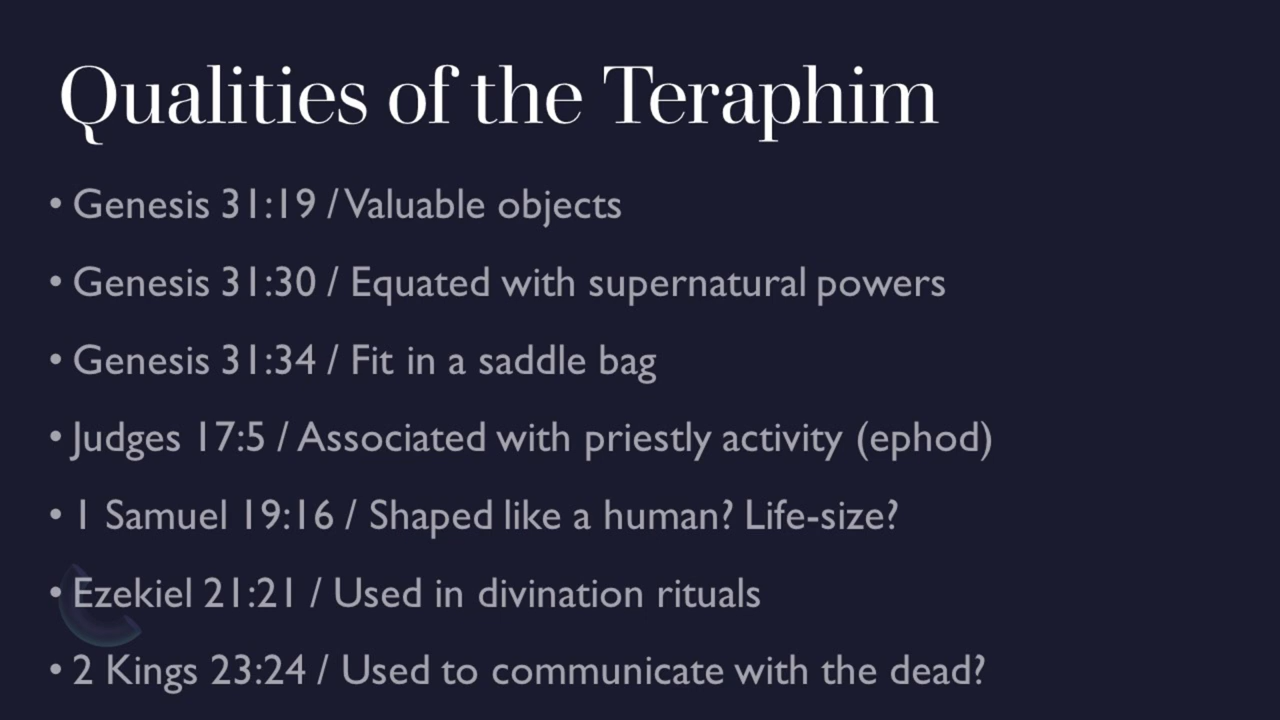 Qualities of the Teraphim
• Genesis 31:19 / Valuable objects
• Genesis 31:30 / Equated with supernatural powers
• Genesis 31:34 / Fit in a saddle bag
• Judges 17:5 / Associated with priestly activity (ephod)
• 1 Samuel 19:16 / Shaped like a human? Life-size?
• Ezekiel 21:21 / Used in divination rituals
• 2 Kings 23:24 / Used to communicate with the dead?